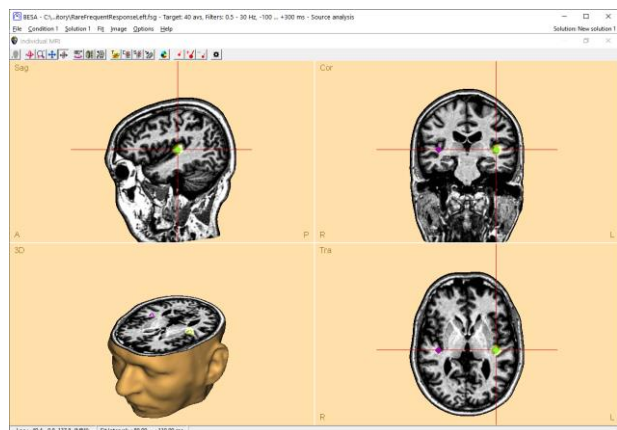 BESA - C:\...tory\RareFrequentResponseLeft.fsg - Target: 40 avs, Filters: 0.5 - 30 Hz, -100 ... +300 ms - Source analysis
File Condition 1 Solution 1 Fit Image Options Help
Solution: New solution 1
Individual MRI
Sag
Cor
A
P
R
L
3D
Tra
R
L